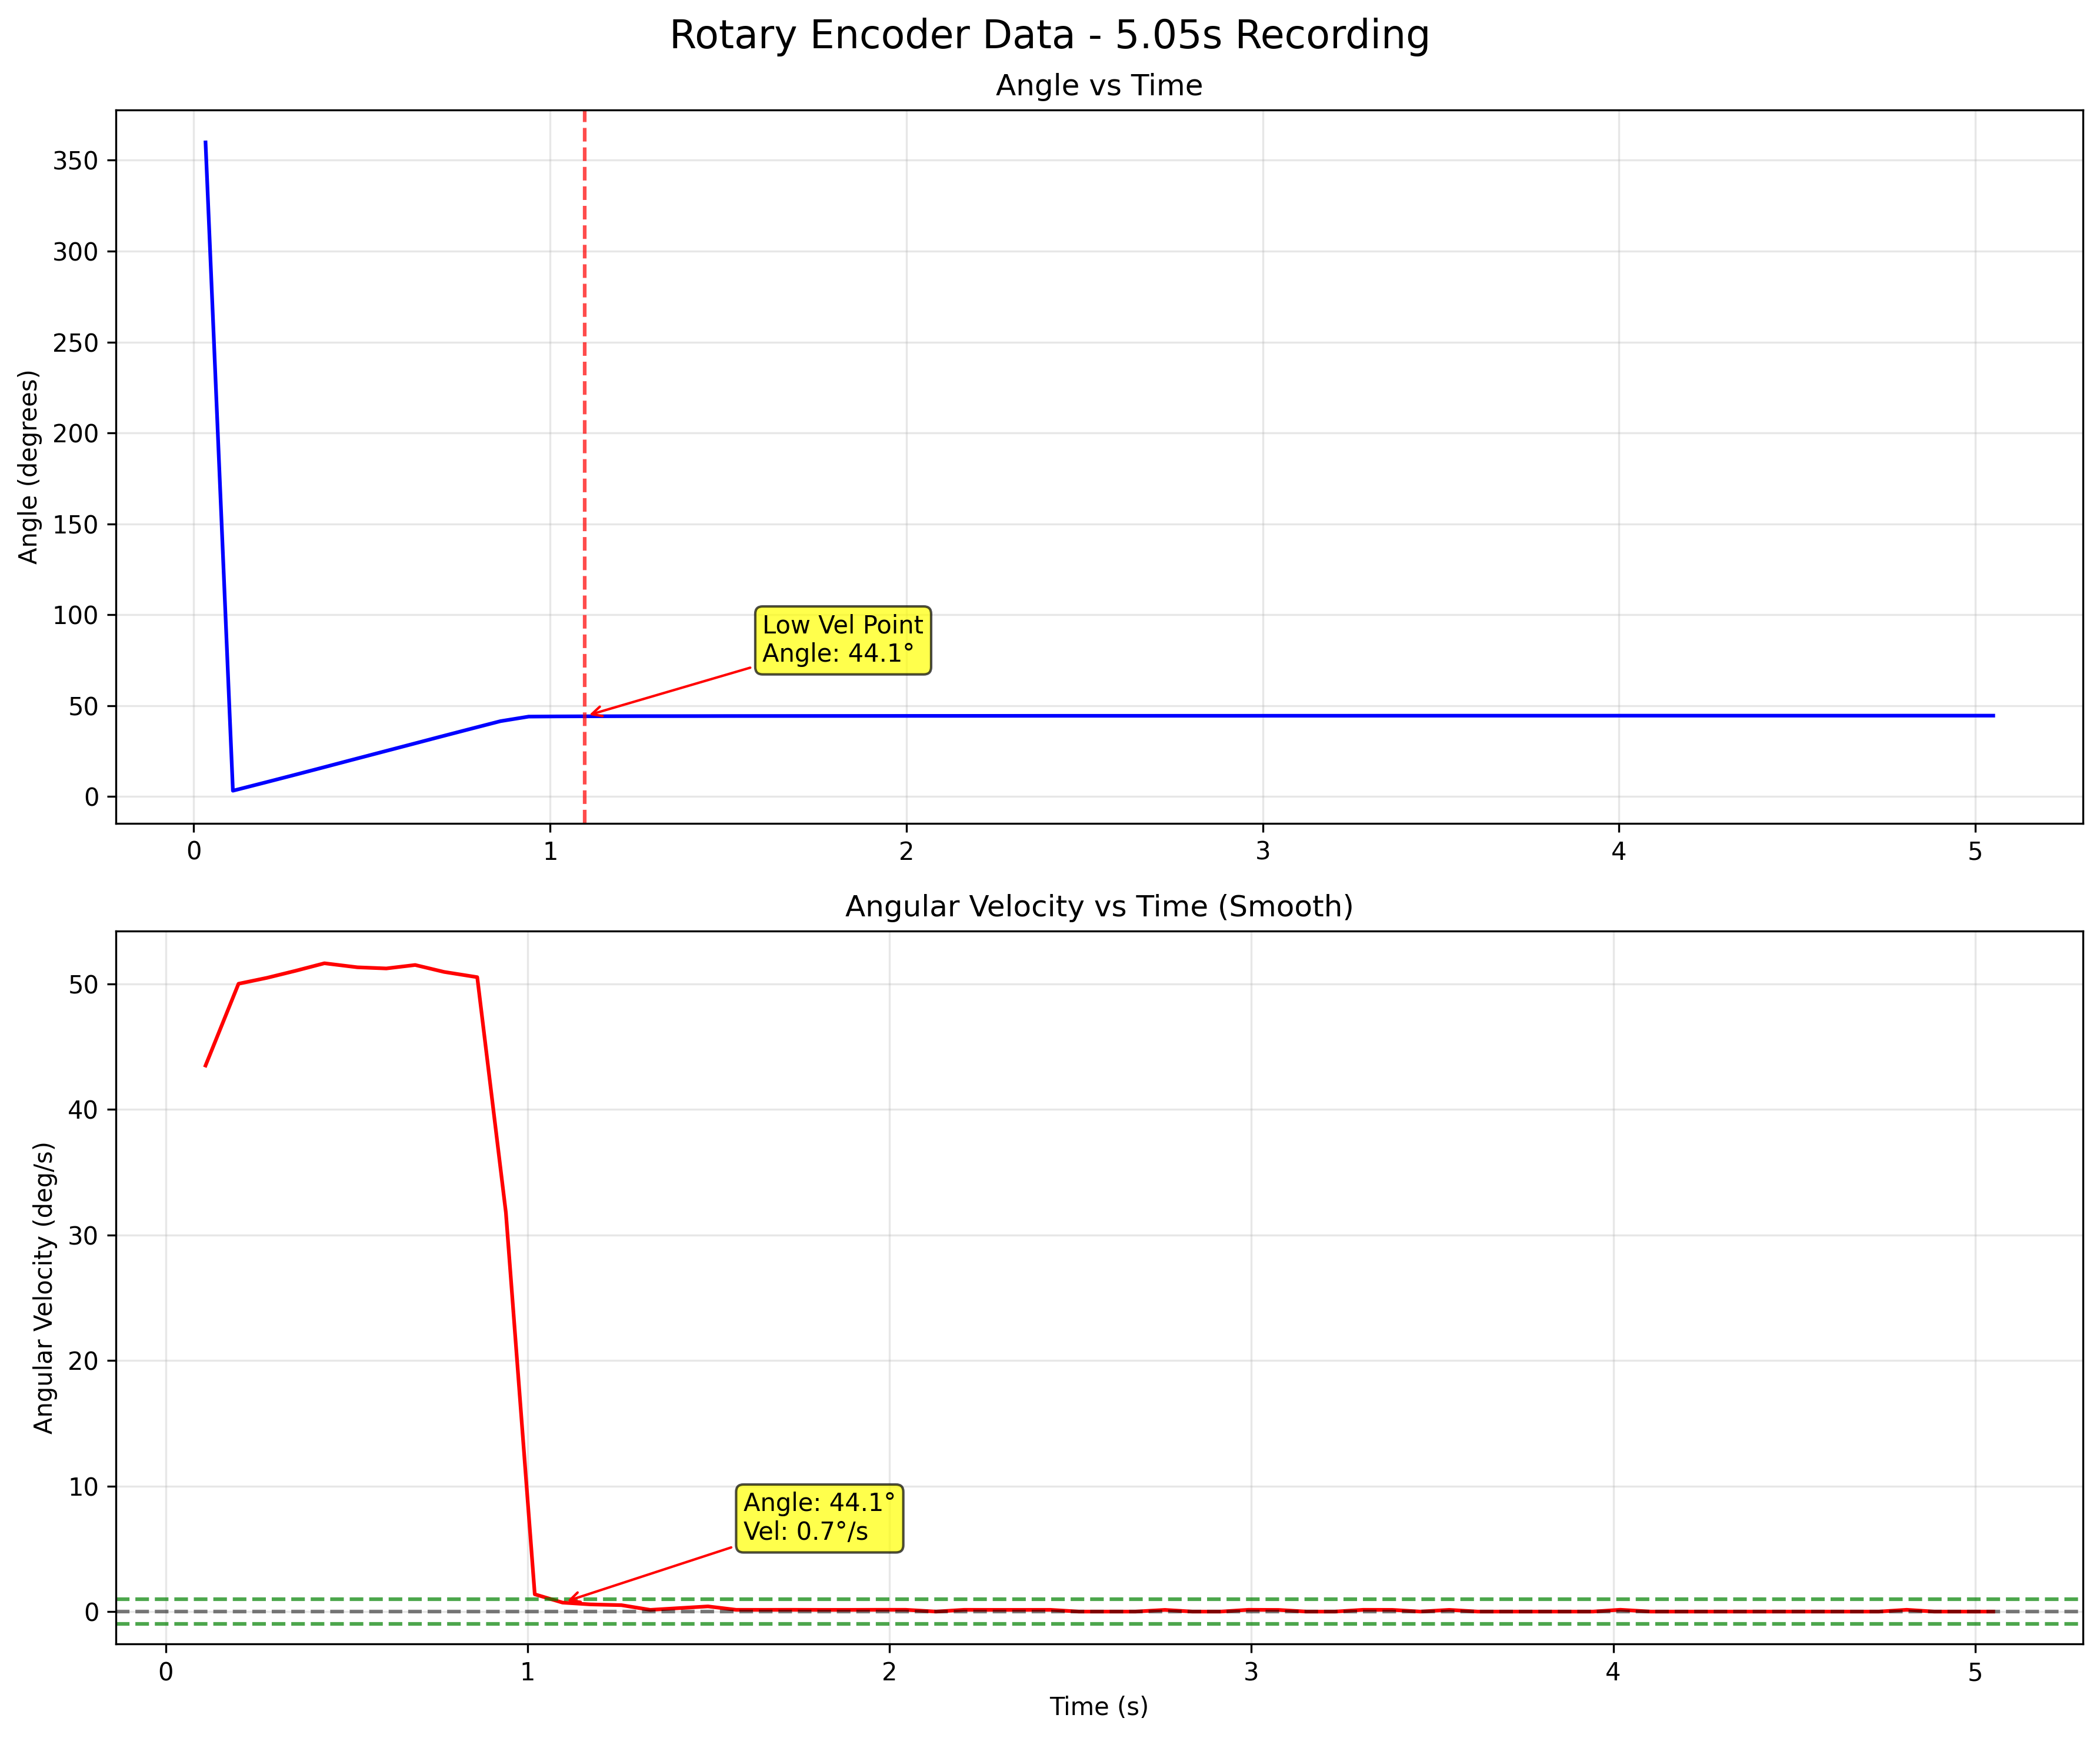 Rotary Encoder Data - 5.05s Recording
Angle vs Time
Angle (degrees)
350
300
250
200
150
100
50
0
Low Vel Point
Angle: 44.1°
0 1 2 3 4 5
Angular Velocity vs Time (Smooth)
Angular Velocity (deg/s)
50
40
30
20
10
0
Angle: 44.1°
Vel: 0.7°/s
0 1 2 3 4 5
Time (s)